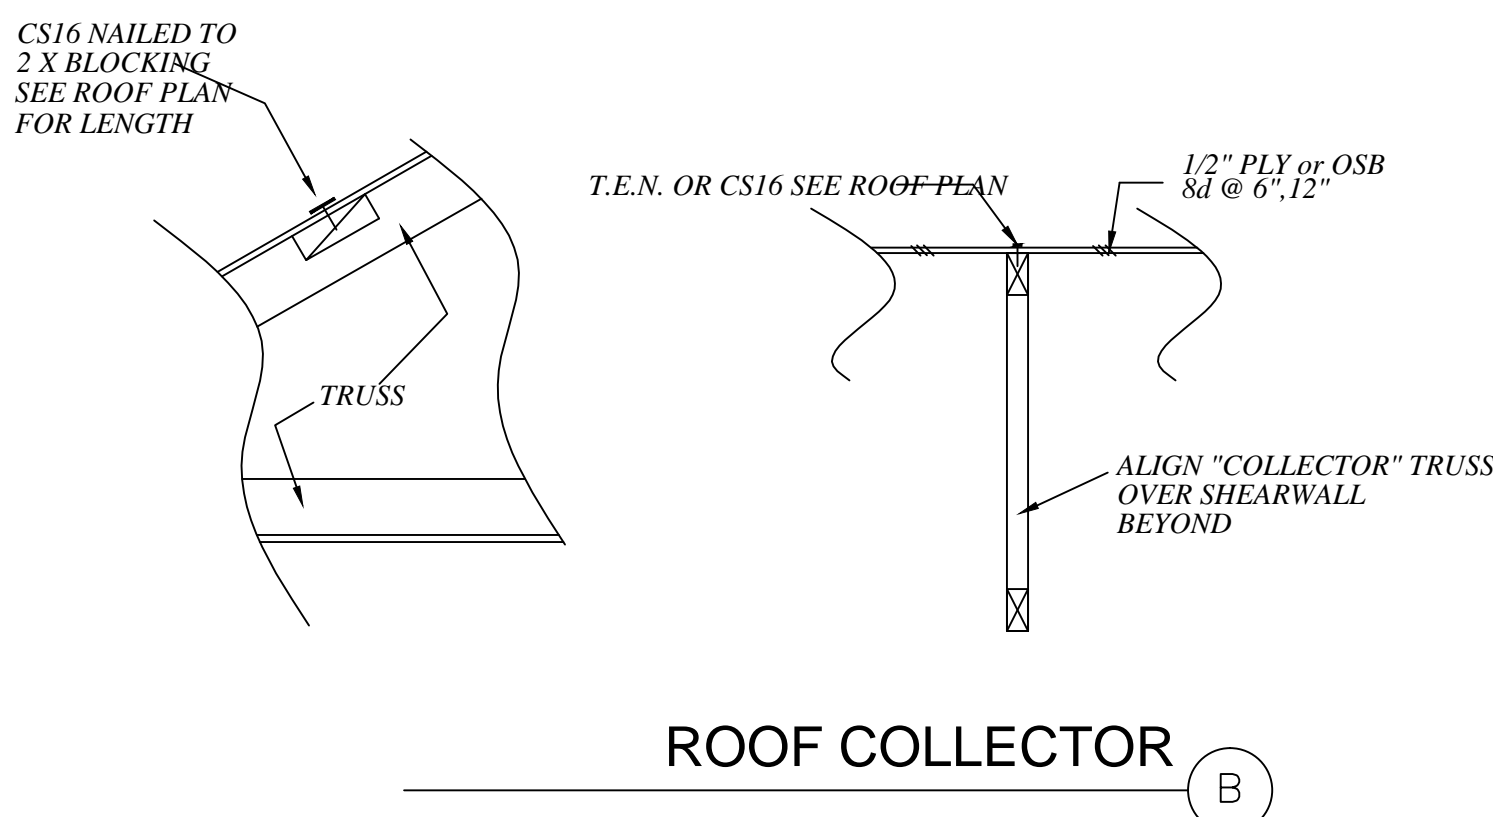 CS16 NAILED TO
2 X BLOCKING
SEE ROOF PLAN
FOR LENGTH
T.E.N. OR CS16 SEE ROOF PLAN
1/2" PLY or OSB
8d @ 6",12"
TRUSS
ALIGN "COLLECTOR" TRUSS
OVER SHEARWALL
BEYOND
ROOF COLLECTOR
B